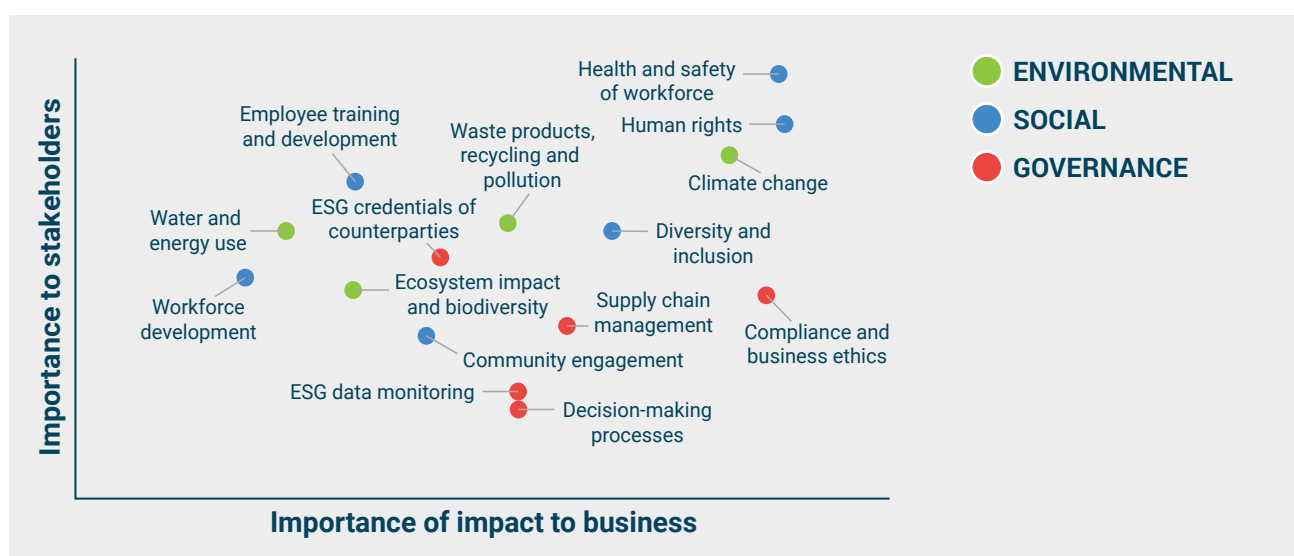 Health and safety
of workforce
ENVIRONMENTAL
Employee training
and development
Waste products,
recycling and
pollution
Human rights
SOCIAL
Climate change
GOVERNANCE
Water and
energy use
ESG credentials of
counterparties
Diversity and
inclusion
Workforce
development
Ecosystem impact
and biodiversity
Supply chain
management
Compliance and
business ethics
Community engagement
ESG data monitoring
Decision-making
processes
Importance to stakeholders
Importance of impact to business